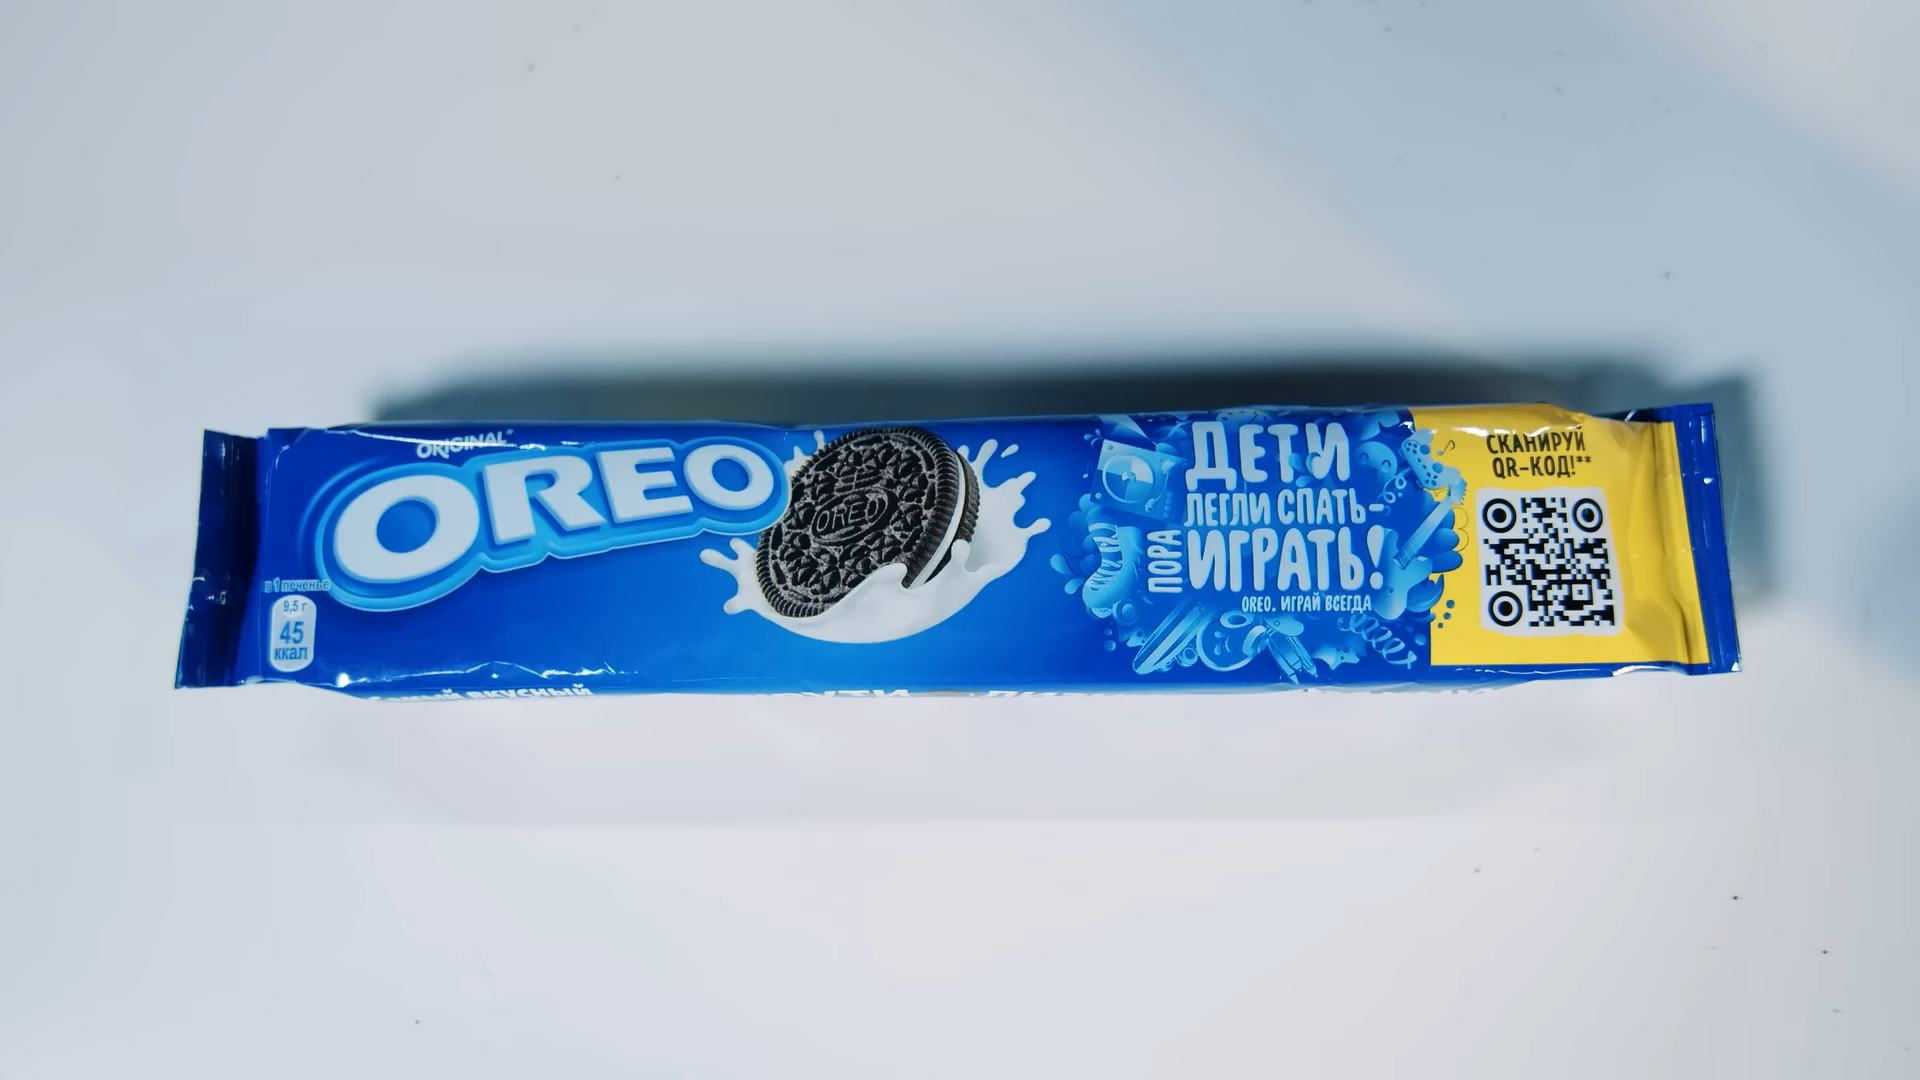 ORIGINAL
OREO
OREO
в 1 печенье
9,5 г
45
ккал
ДЕТИ
ЛЕГЛИ СПАТЬ-
ПОРА
ИГРАТЬ!
OREO. ИГРАЙ ВСЕГДА
СКАНИРУЙ
QR-КОД!**
ВКУСНЫЙ